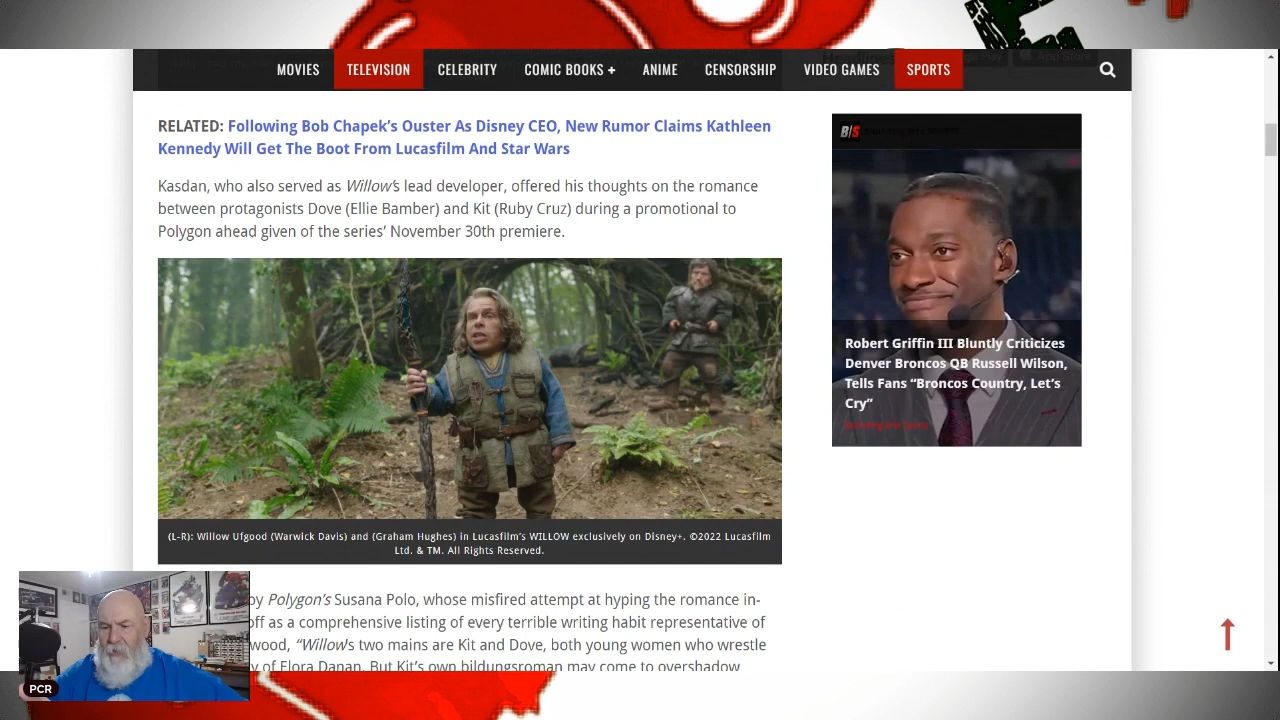 MOVIES TELEVISION CELEBRITY COMIC BOOKS + ANIME CENSORSHIP VIDEO GAMES SPORTS
RELATED: Following Bob Chapek’s Ouster As Disney CEO, New Rumor Claims Kathleen
Kennedy Will Get The Boot From Lucasfilm And Star Wars
Kasdan, who also served as Willow’s lead developer, offered his thoughts on the romance
between protagonists Dove (Ellie Bamber) and Kit (Ruby Cruz) during a promotional to
Polygon ahead given of the series’ November 30th premiere.
(L-R): Willow Ufgood (Warwick Davis) and (Graham Hughes) in Lucasfilm’s WILLOW exclusively on Disney+. ©2022 Lucasfilm
Ltd. & TM. All Rights Reserved.
by Polygon’s Susana Polo, whose misfired attempt at hyping the romance in-
off as a comprehensive listing of every terrible writing habit representative of
wood, “Willow’s two mains are Kit and Dove, both young women who wrestle
y of Elora Danan. But Kit’s own bildungsroman may come to overshadow
B/S
Robert Griffin III Bluntly Criticizes
Denver Broncos QB Russell Wilson,
Tells Fans “Broncos Country, Let’s
Cry”
PCR